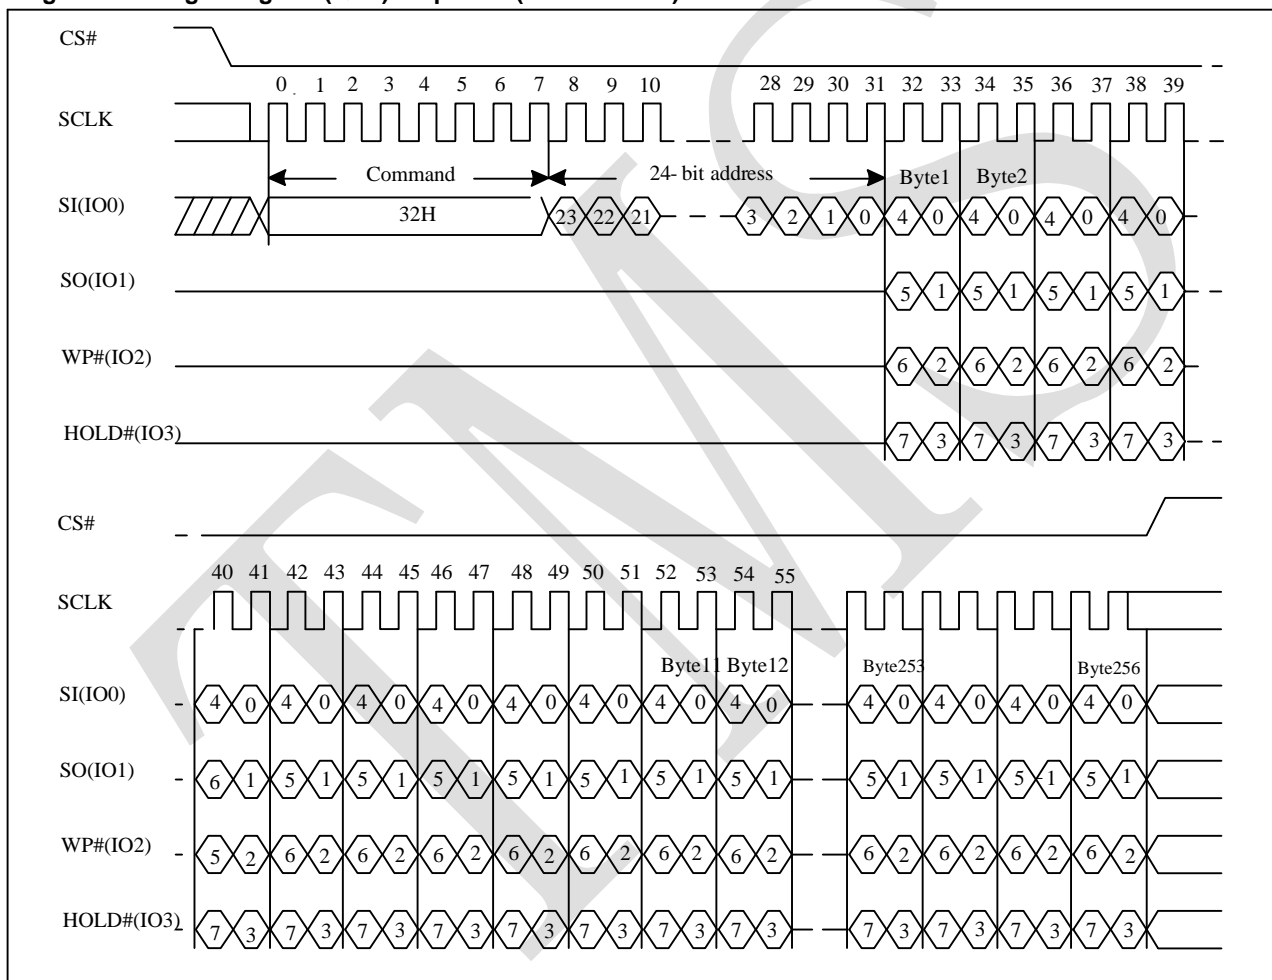 CS#
0 1 2 3 4 5 6 7 8 9 10 28 29 30 31 32 33 34 35 36 37 38 39
SCLK
Command 24- bit address Byte1 Byte2
SI(IO0) 32H 23 22 21 3 2 1 0 4 0 4 0 4 0 4 0
SO(IO1) 5 1 5 1 5 1 5 1
WP#(IO2) 6 2 6 2 6 2 6 2
HOLD#(IO3) 7 3 7 3 7 3 7 3
CS#
40 41 42 43 44 45 46 47 48 49 50 51 52 53 54 55
SCLK
Byte11 Byte12 Byte253 Byte256
SI(IO0) 4 0 4 0 4 0 4 0 4 0 4 0 4 0 4 0 4 0 4 0 4 0 4 0
SO(IO1) 6 1 5 1 5 1 5 1 5 1 5 1 5 1 5 1 5 1 5 1 5 1 5 1
WP#(IO2) 5 2 6 2 6 2 6 2 6 2 6 2 6 2 6 2 6 2 6 2 6 2 6 2
HOLD#(IO3) 7 3 7 3 7 3 7 3 7 3 7 3 7 3 7 3 7 3 7 3 7 3 7 3
TMS